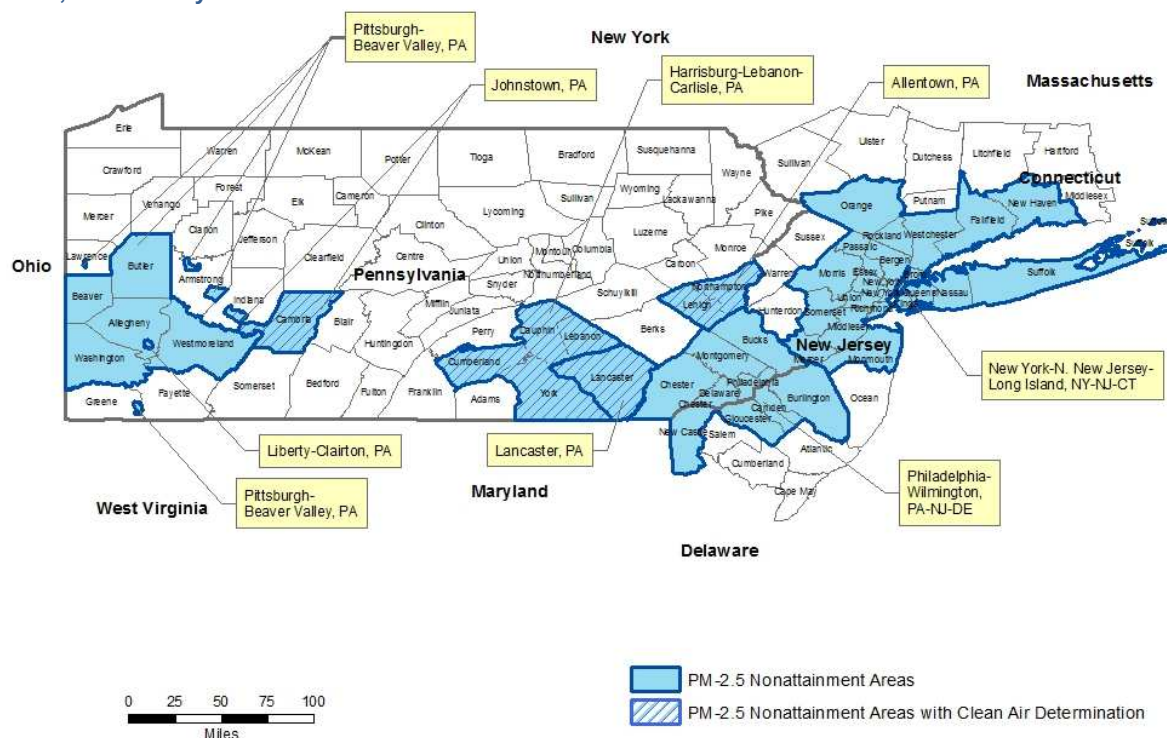 Pittsburgh-
Beaver Valley, PA
New York
Johnstown, PA
Harrisburg-Lebanon-
Carlisle, PA
Allentown, PA
Massachusetts
Erie
Crawford
Warren
McKean
Potter
Tioga
Bradford
Susquehanna
Wayne
Sullivan
Ulster
Dutchess
Litchfield
Hartford
Connecticut
Middlesex
Mercer
Venango
Forest
Elk
Cameron
Clinton
Lycoming
Sullivan
Wyoming
Lackawanna
Pike
Orange
Putnam
Fairfield
New Haven
Clarion
Jefferson
Clearfield
Centre
Union
Montour
Columbia
Luzerne
Monroe
Sussex
Passaic
Rockland
Westchester
Bergen
Lawrence
Ohio
Butler
Armstrong
Indiana
Pennsylvania
Snyder
Northumberland
Carbon
Schuylkill
Northampton
Lehigh
Warren
Morris
Essex
New York
Queens
Nassau
Suffolk
Suffolk
Beaver
Allegheny
Cambria
Blair
Mifflin
Juniata
Perry
Dauphin
Lebanon
Berks
Bucks
Hunterdon
Somerset
Union
Richmond
Middlesex
Washington
Westmoreland
Huntingdon
Cumberland
Lancaster
Montgomery
Mercer
Monmouth
New Jersey
Greene
Fayette
Somerset
Bedford
Fulton
Franklin
Adams
York
Chester
Delaware
Chester
Philadelphia
Camden
Gloucester
Burlington
Ocean
New Castle
Salem
Atlantic
Cumberland
Cape May
New York-N. New Jersey-
Long Island, NY-NJ-CT
Liberty-Clairton, PA
Lancaster, PA
Philadelphia-
Wilmington,
PA-NJ-DE
Pittsburgh-
Beaver Valley, PA
West Virginia
Maryland
Delaware
0 25 50 75 100
Miles
PM-2.5 Nonattainment Areas
PM-2.5 Nonattainment Areas with Clean Air Determination